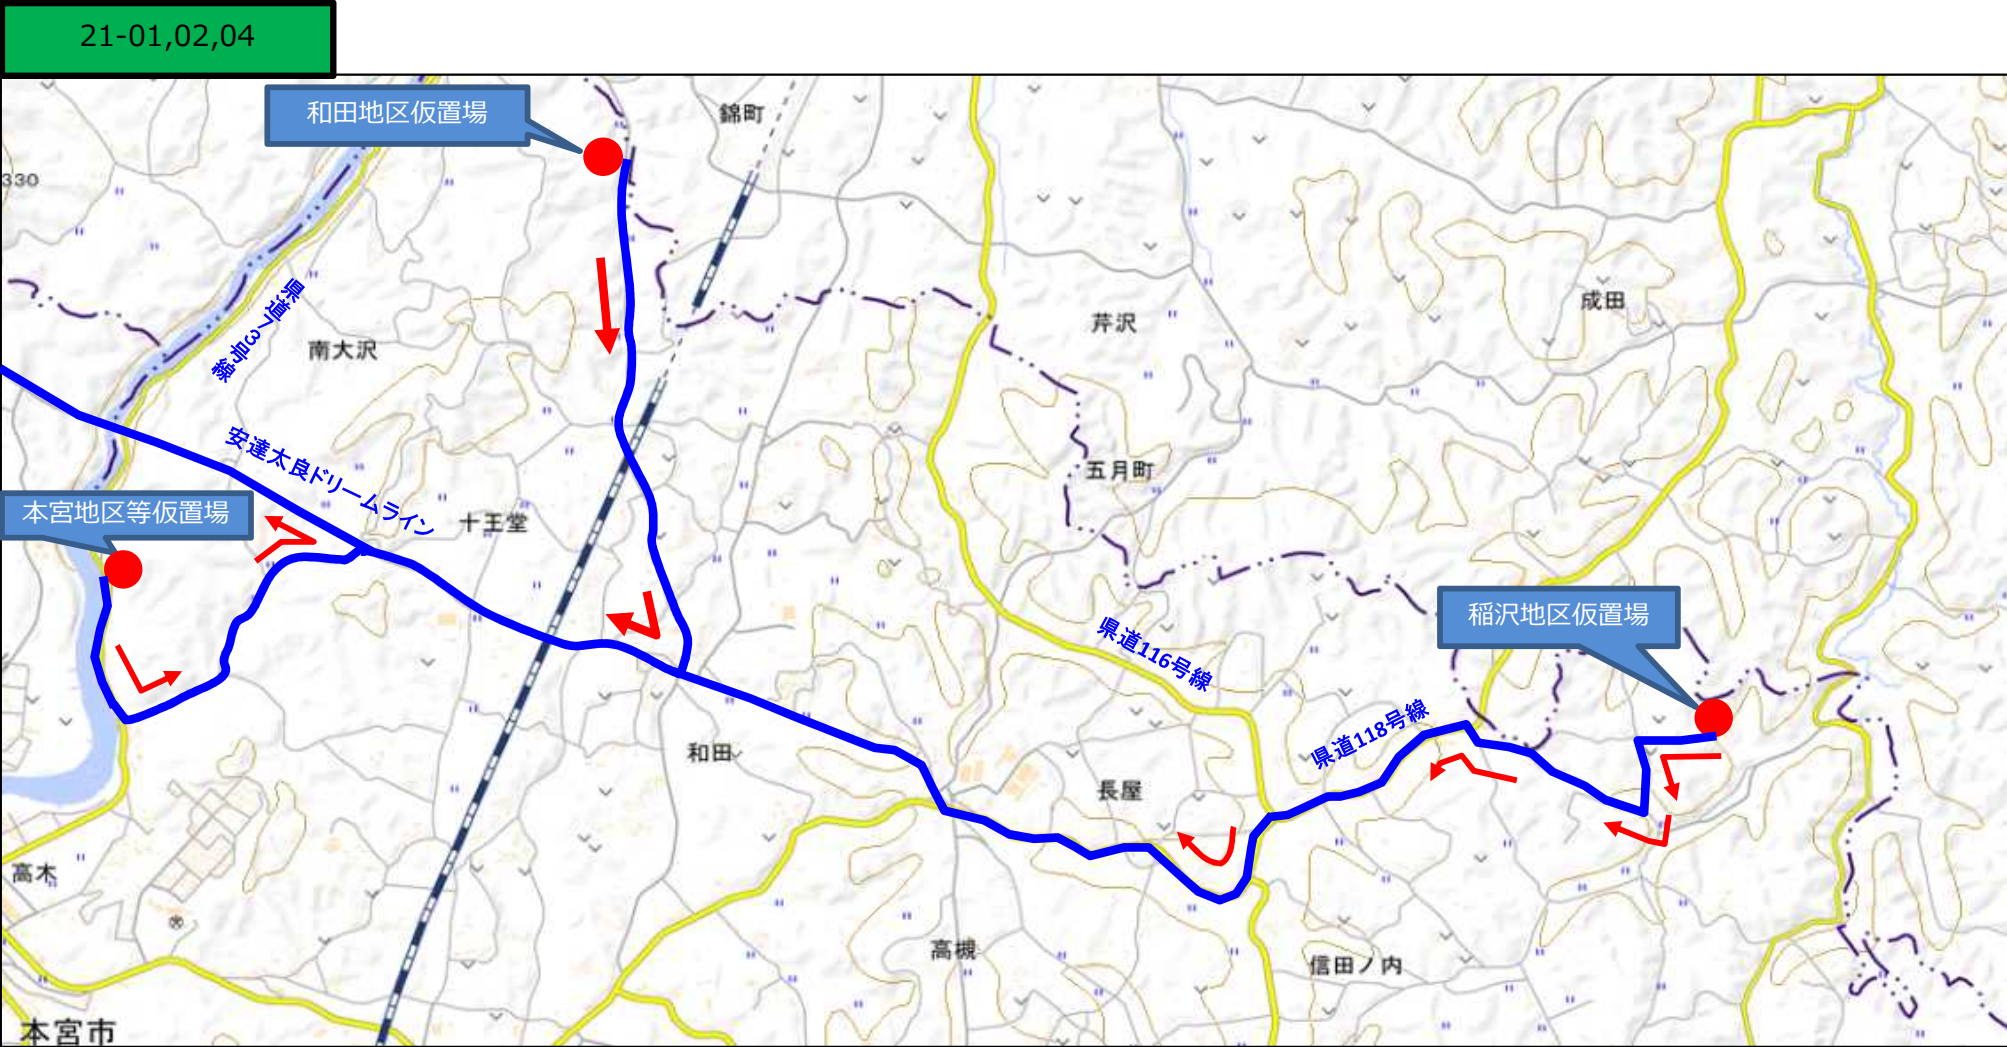 21-01,02,04
和田地区仮置場
錦町
330
県道73号線
南大沢
芹沢
成田
安達太良ドリームライン
五月町
本宮地区等仮置場
十王堂
県道116号線
稲沢地区仮置場
県道118号線
和田
長屋
高木
高槻
信田ノ内
本宮市